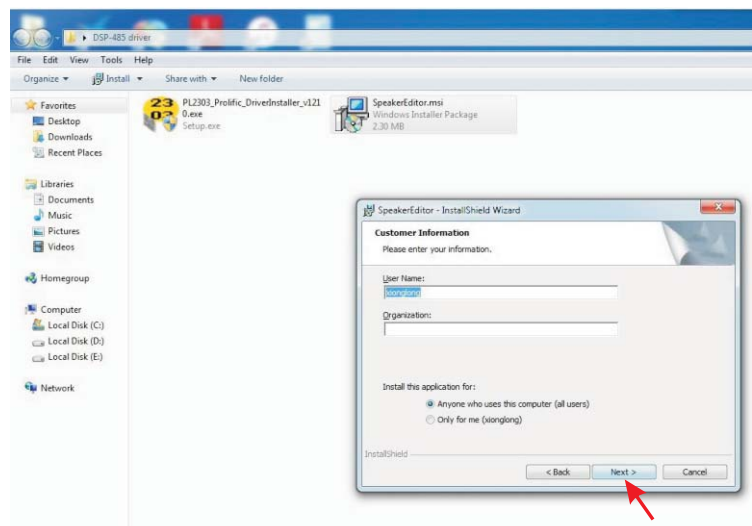 DSP-485 driver
File Edit View Tools Help
Organize Install Share with New folder
Favorites
Desktop
Downloads
Recent Places
Libraries
Documents
Music
Pictures
Videos
Homegroup
Computer
Local Disk (C:)
Local Disk (D:)
Local Disk (E:)
Network
PL2303_Prolific_DriverInstaller_v121
0.exe
Setup.exe
SpeakerEditor.msi
Windows Installer Package
2.30 MB
SpeakerEditor - InstallShield Wizard
Customer Information
Please enter your information.
User Name:
xionglong
Organization:
Install this application for:
Anyone who uses this computer (all users)
Only for me (xionglong)
InstallShield
< Back Next > Cancel